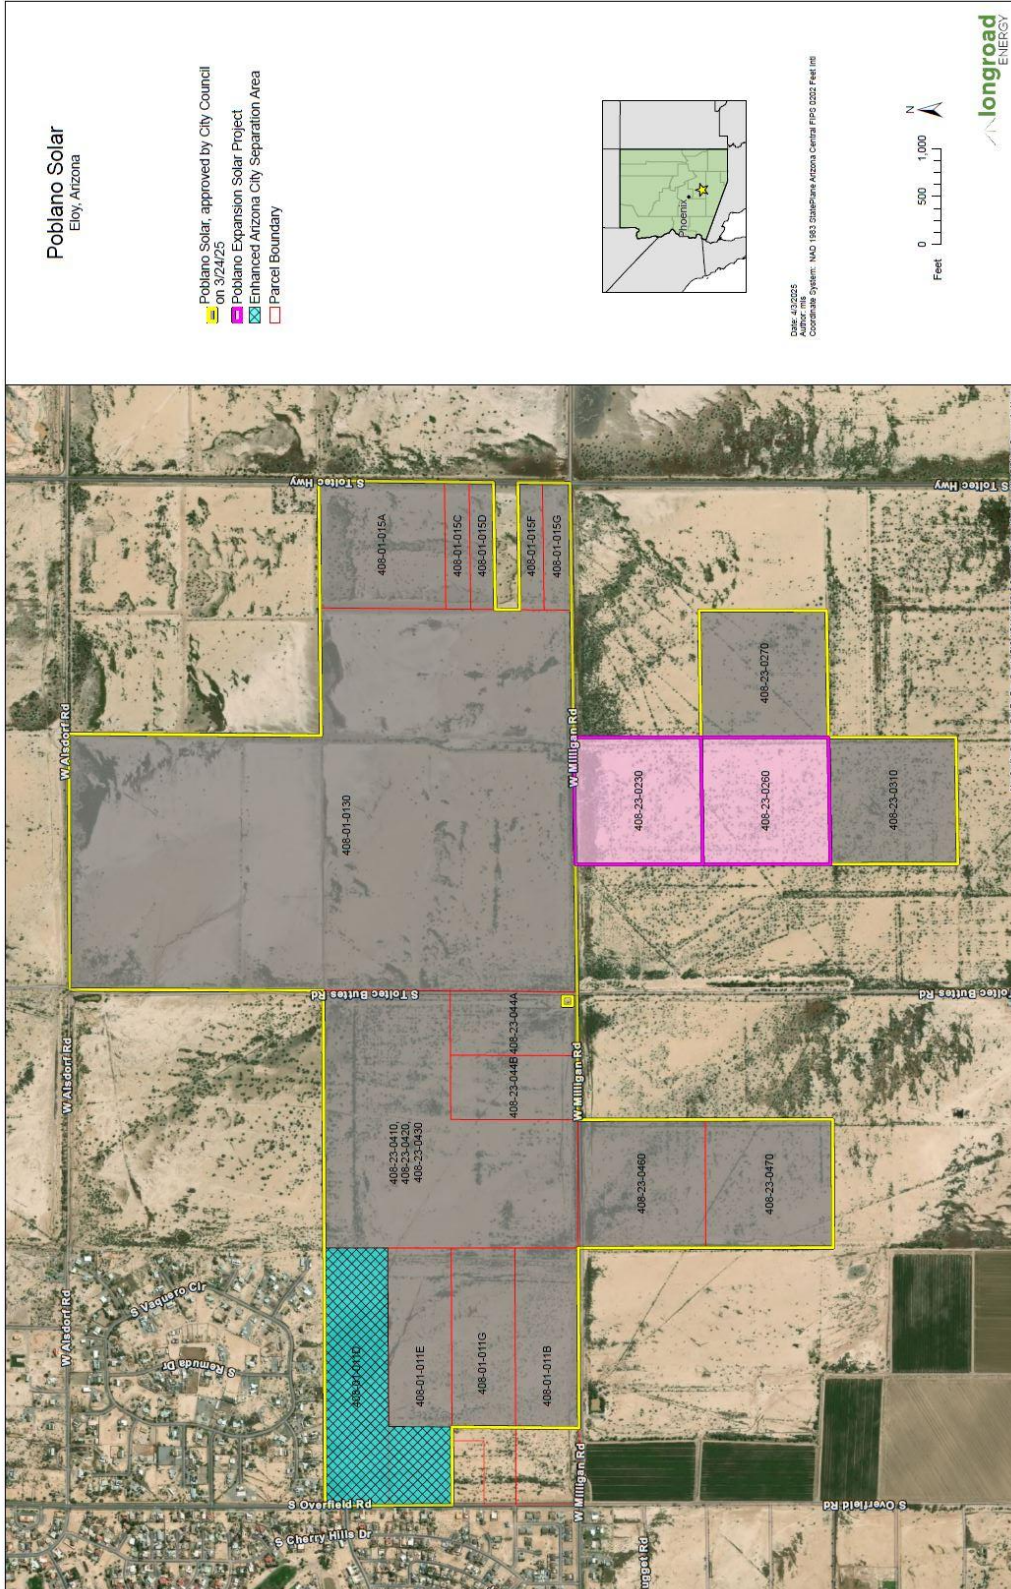 Poblano Solar
Eloy, Arizona
Poblano Solar, approved by City Council
on 3/24/25
Poblano Expansion Solar Project
Enhanced Arizona City Separation Area
Parcel Boundary
Phoenix
Date: 4/3/2025
Author: mis
Coordinate System: NAD 1983 StatePlane Arizona Central FIPS 0202 Feet Intl
N
0 500 1,000
Feet
longroad
ENERGY
W Alsdorf Rd
W Alsdorf Rd
W Alsdorf Rd
S Vaquero Cir
S Remuda Dr
S Overfield Rd
S Cherry Hills Dr
S Toltec Buttes Rd
S Toltec Hwy
408-01-011D
408-01-011E
408-01-011G
408-01-011B
408-23-0410,
408-23-0420,
408-23-0430
408-23-044B
408-23-044A
408-01-0130
408-01-015A
408-01-015C
408-01-015D
408-01-015F
408-01-015G
W Milligan Rd
W Milligan Rd
W Milligan Rd
ugget Rd
408-23-0460
408-23-0470
408-23-0230
408-23-0260
408-23-0270
408-23-0310
S Overfield Rd
Toltec Buttes Rd
S Toltec Hwy